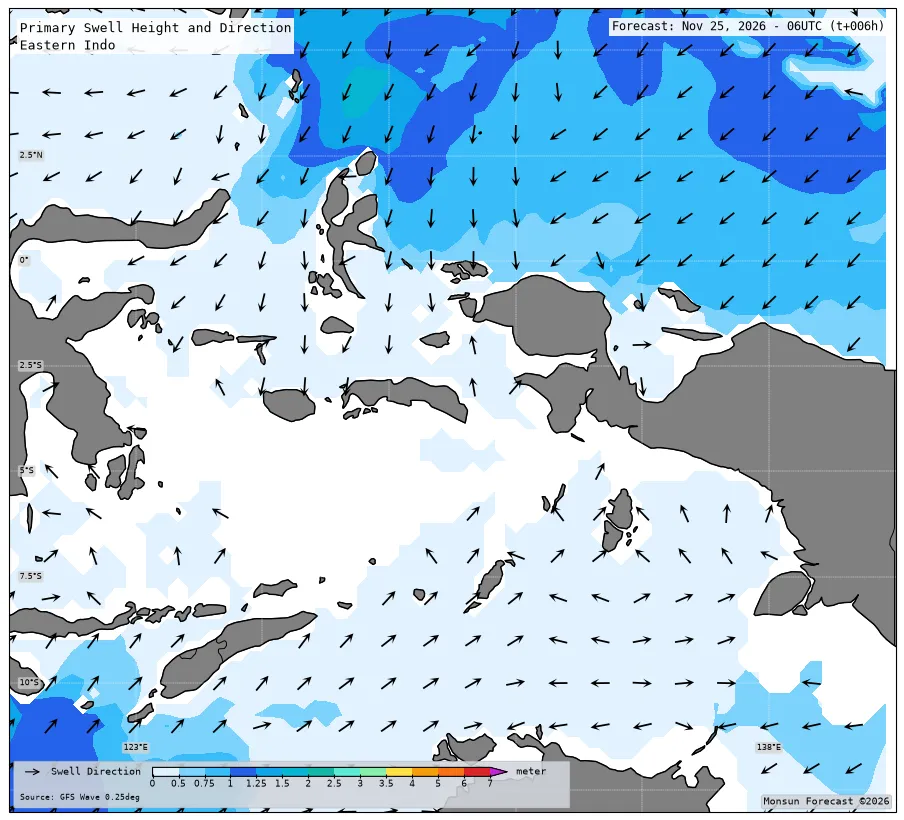 Primary Swell Height and Direction
Eastern Indo
Forecast: Nov 25, 2026 - 06UTC (t+006h)
2.5°N
0°
2.5°S
5°S
7.5°S
10°S
123°E
138°E
Swell Direction
0 0.5 0.75 1 1.25 1.5 2 2.5 3 3.5 4 5 6 7
meter
Source: GFS Wave 0.25deg
Monsun Forecast ©2026